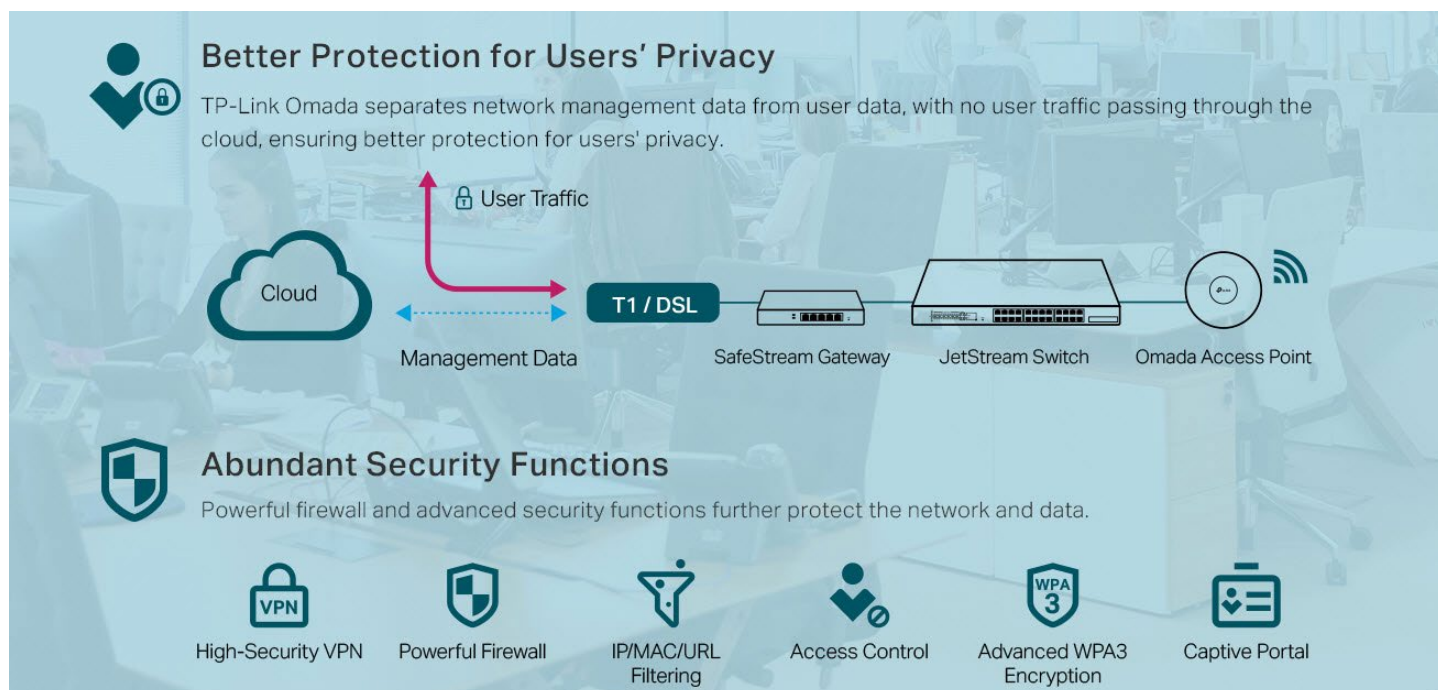 Better Protection for Users’ Privacy
TP-Link Omada separates network management data from user data, with no user traffic passing through the
cloud, ensuring better protection for users' privacy.
User Traffic
Cloud
T1 / DSL
Management Data
SafeStream Gateway
JetStream Switch
Omada Access Point
Abundant Security Functions
Powerful firewall and advanced security functions further protect the network and data.
VPN
WPA
3
High-Security VPN
Powerful Firewall
IP/MAC/URL
Filtering
Access Control
Advanced WPA3
Encryption
Captive Portal